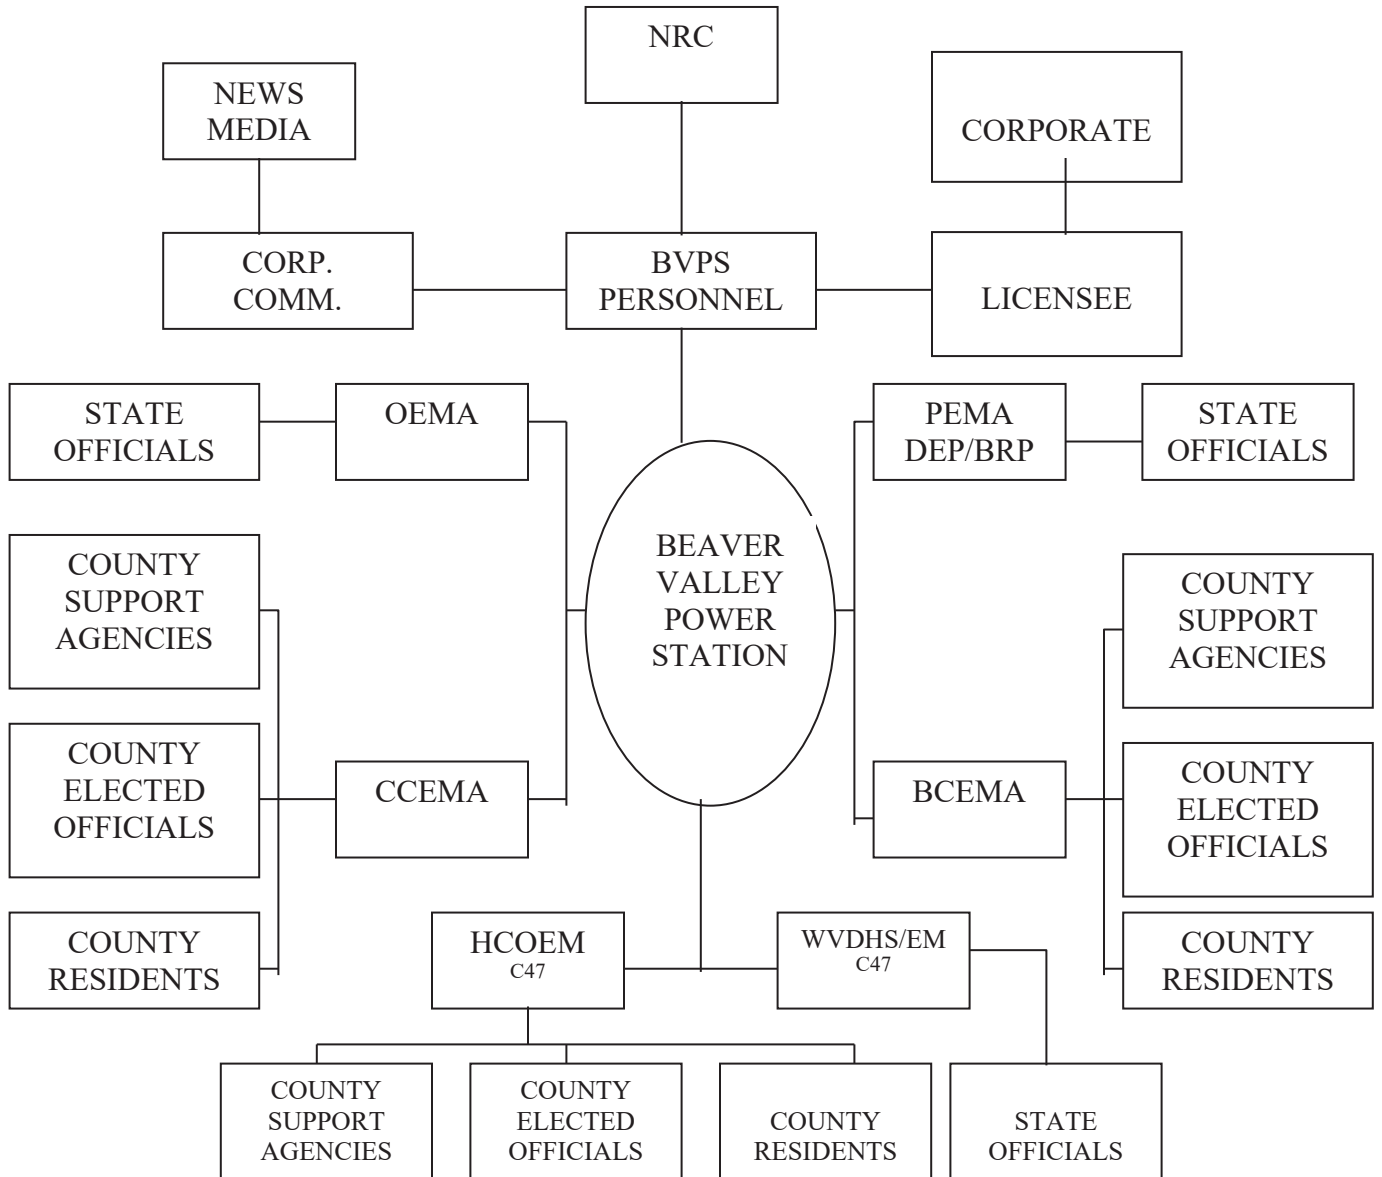 NRC
NEWS
MEDIA
CORPORATE
CORP.
COMM.
BVPS
PERSONNEL
LICENSEE
STATE
OFFICIALS
OEMA
PEMA
DEP/BRP
STATE
OFFICIALS
COUNTY
SUPPORT
AGENCIES
BEAVER
VALLEY
POWER
STATION
COUNTY
SUPPORT
AGENCIES
COUNTY
ELECTED
OFFICIALS
CCEMA
BCEMA
COUNTY
ELECTED
OFFICIALS
COUNTY
RESIDENTS
HCOEM
C47
WVDHS/EM
C47
COUNTY
RESIDENTS
COUNTY
SUPPORT
AGENCIES
COUNTY
ELECTED
OFFICIALS
COUNTY
RESIDENTS
STATE
OFFICIALS